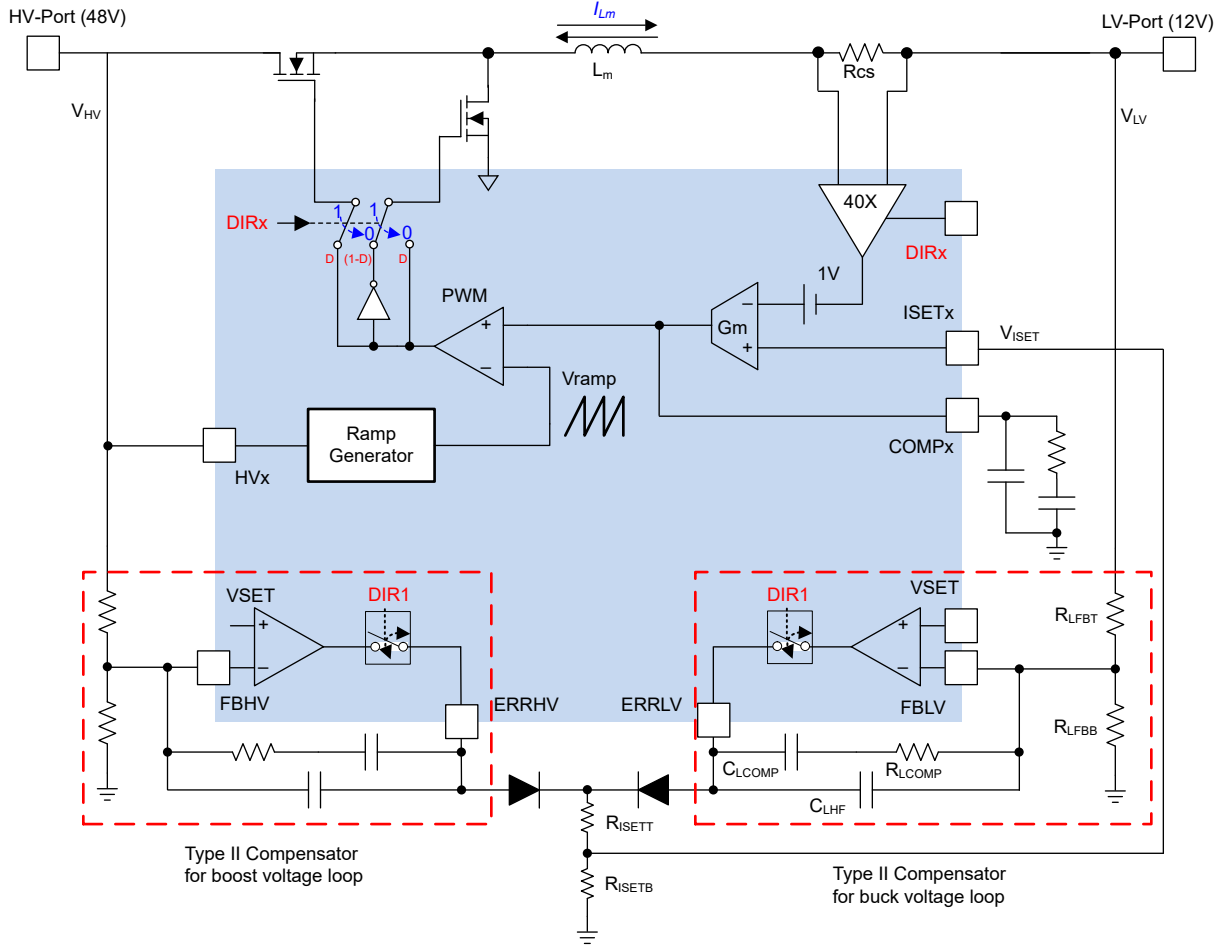 HV-Port (48V)
I_Lm
LV-Port (12V)
L_m
Rcs
V_HV
V_LV
40X
DIRx
1 1
0 0
D (1-D) D
DIRx
1V
PWM
ISETx
V_ISET
+
−
−
Gm
+
Vramp
Ramp
Generator
HVx
COMPx
VSET
DIR1
+
−
FBHV
ERRHV
DIR1
VSET
+
−
R_LFBT
ERRLV
FBLV
R_LFBB
C_LCOMP
R_LCOMP
C_LHF
R_ISETT
R_ISETB
Type II Compensator
for boost voltage loop
Type II Compensator
for buck voltage loop